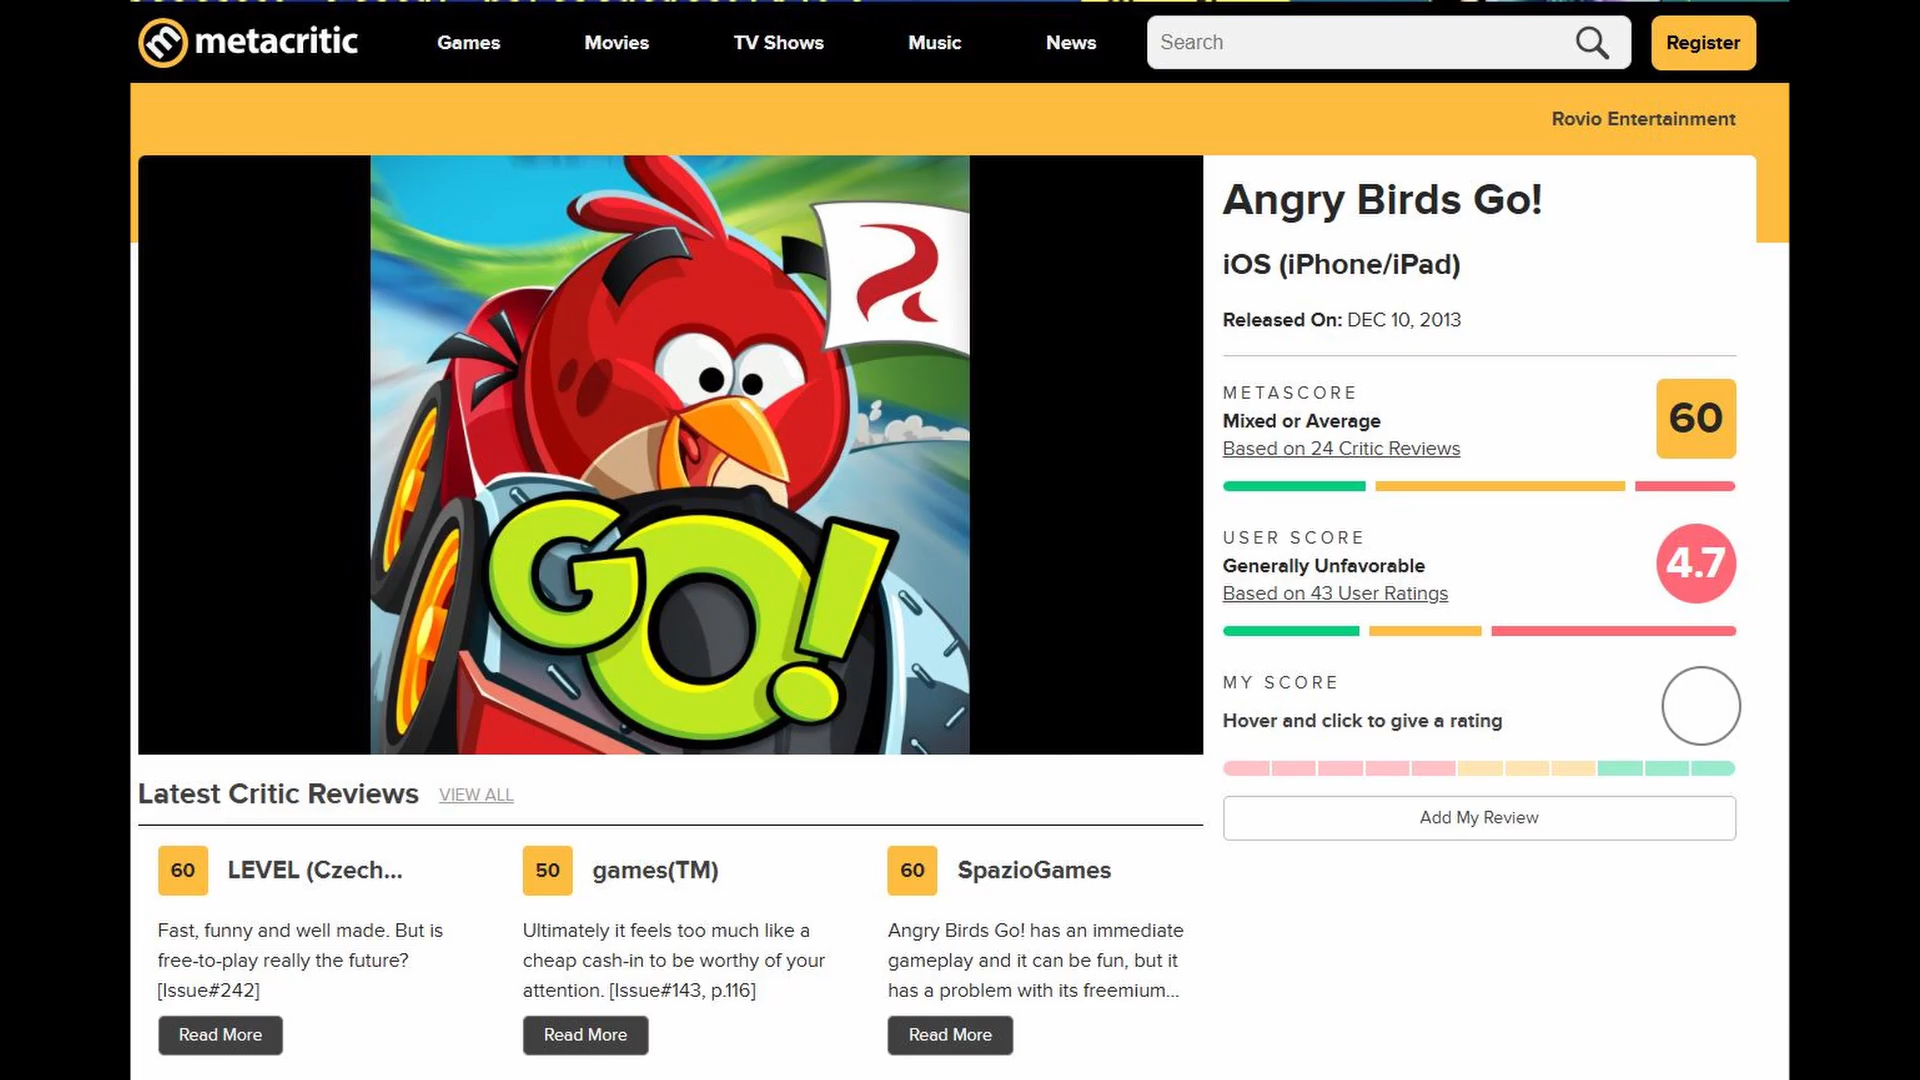 metacritic
Games
Movies
TV Shows
Music
News
Search
Register
Rovio Entertainment
GO!
Angry Birds Go!
iOS (iPhone/iPad)
Released On: DEC 10, 2013
METASCORE
Mixed or Average
Based on 24 Critic Reviews
60
USER SCORE
Generally Unfavorable
Based on 43 User Ratings
4.7
MY SCORE
Hover and click to give a rating
Add My Review
Latest Critic Reviews
VIEW ALL
60
LEVEL (Czech...
Fast, funny and well made. But is
free-to-play really the future?
[Issue#242]
Read More
50
games(TM)
Ultimately it feels too much like a
cheap cash-in to be worthy of your
attention. [Issue#143, p.116]
Read More
60
SpazioGames
Angry Birds Go! has an immediate
gameplay and it can be fun, but it
has a problem with its freemium...
Read More